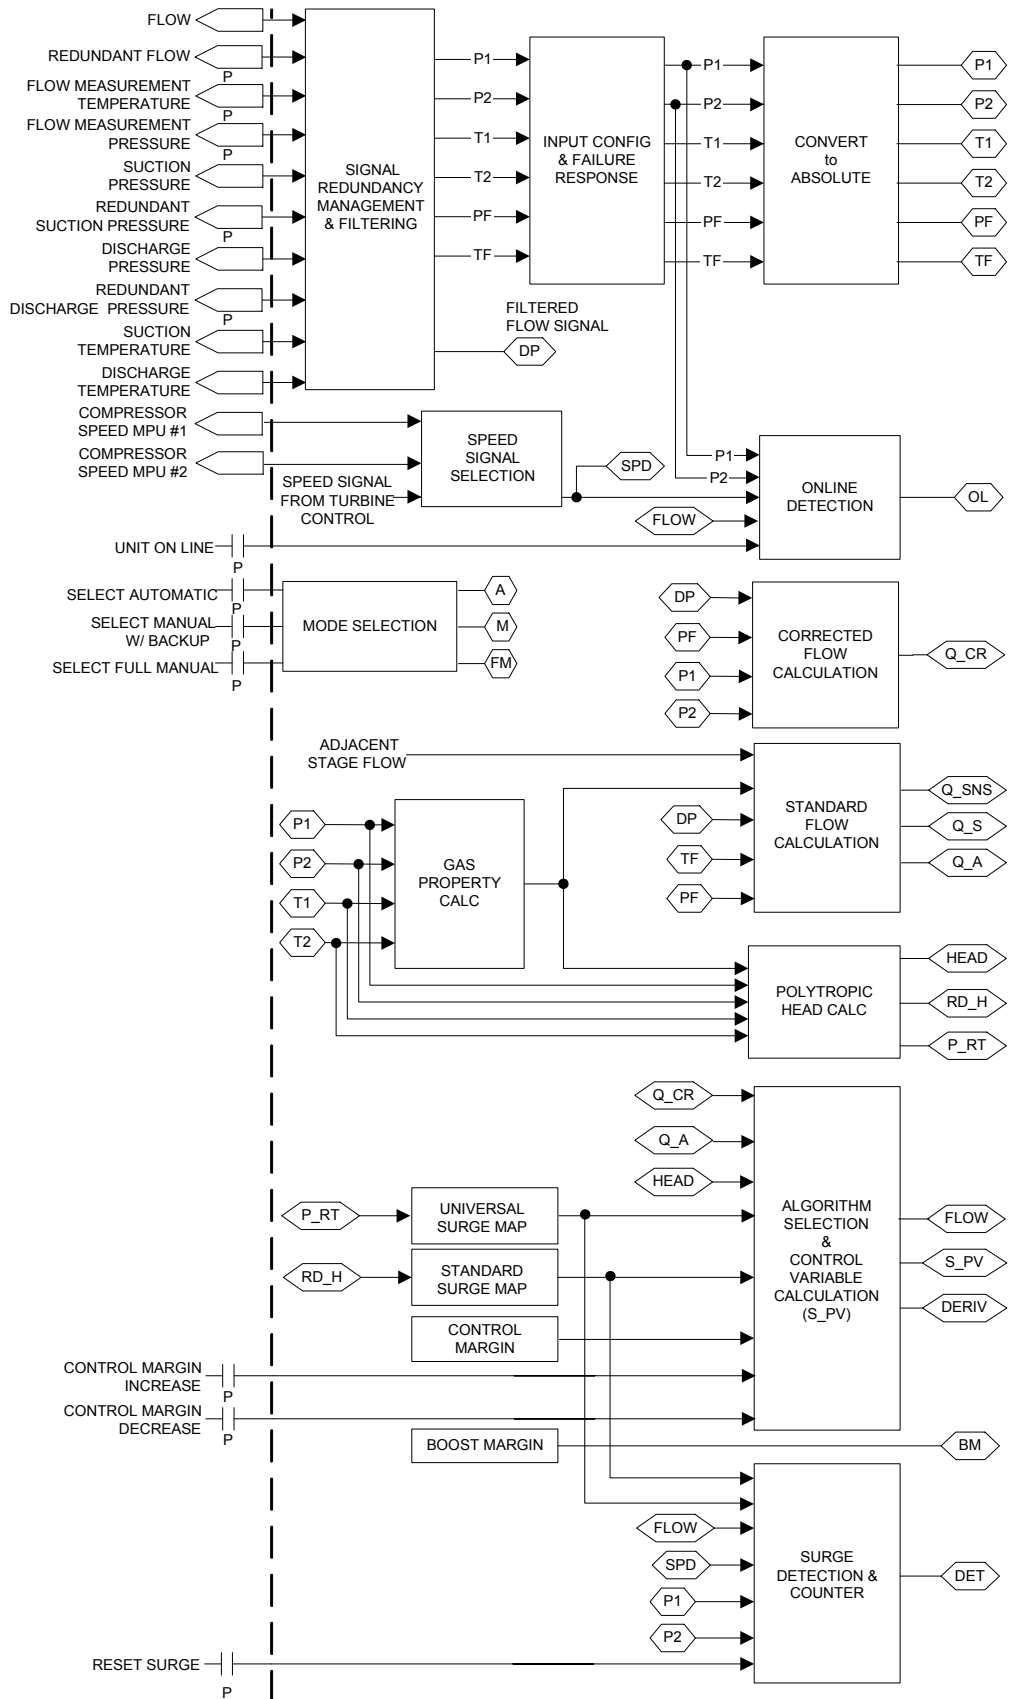 FLOW
REDUNDANT FLOW
P
FLOW MEASUREMENT
TEMPERATURE
P
FLOW MEASUREMENT
PRESSURE
P
SUCTION
PRESSURE
REDUNDANT
SUCTION PRESSURE
P
DISCHARGE
PRESSURE
REDUNDANT
DISCHARGE PRESSURE
P
SUCTION
TEMPERATURE
DISCHARGE
TEMPERATURE
SIGNAL
REDUNDANCY
MANAGEMENT
& FILTERING
P1
P2
T1
T2
PF
TF
INPUT CONFIG
& FAILURE
RESPONSE
P1
P2
T1
T2
PF
TF
CONVERT
to
ABSOLUTE
P1
P2
T1
T2
PF
TF
FILTERED
FLOW SIGNAL
DP
COMPRESSOR
SPEED MPU #1
COMPRESSOR
SPEED MPU #2
SPEED SIGNAL
FROM TURBINE
CONTROL
SPEED
SIGNAL
SELECTION
SPD
P1
P2
FLOW
ONLINE
DETECTION
OL
UNIT ON LINE
P
SELECT AUTOMATIC
P
SELECT MANUAL
W/ BACKUP
P
SELECT FULL MANUAL
P
MODE SELECTION
A
M
FM
DP
PF
P1
P2
CORRECTED
FLOW
CALCULATION
Q_CR
ADJACENT
STAGE FLOW
P1
P2
T1
T2
GAS
PROPERTY
CALC
DP
TF
PF
STANDARD
FLOW
CALCULATION
Q_SNS
Q_S
Q_A
POLYTROPIC
HEAD CALC
HEAD
RD_H
P_RT
Q_CR
Q_A
HEAD
P_RT
UNIVERSAL
SURGE MAP
RD_H
STANDARD
SURGE MAP
CONTROL
MARGIN
ALGORITHM
SELECTION
&
CONTROL
VARIABLE
CALCULATION
(S_PV)
FLOW
S_PV
DERIV
CONTROL MARGIN
INCREASE
P
CONTROL MARGIN
DECREASE
P
BOOST MARGIN
BM
FLOW
SPD
P1
P2
SURGE
DETECTION &
COUNTER
DET
RESET SURGE
P